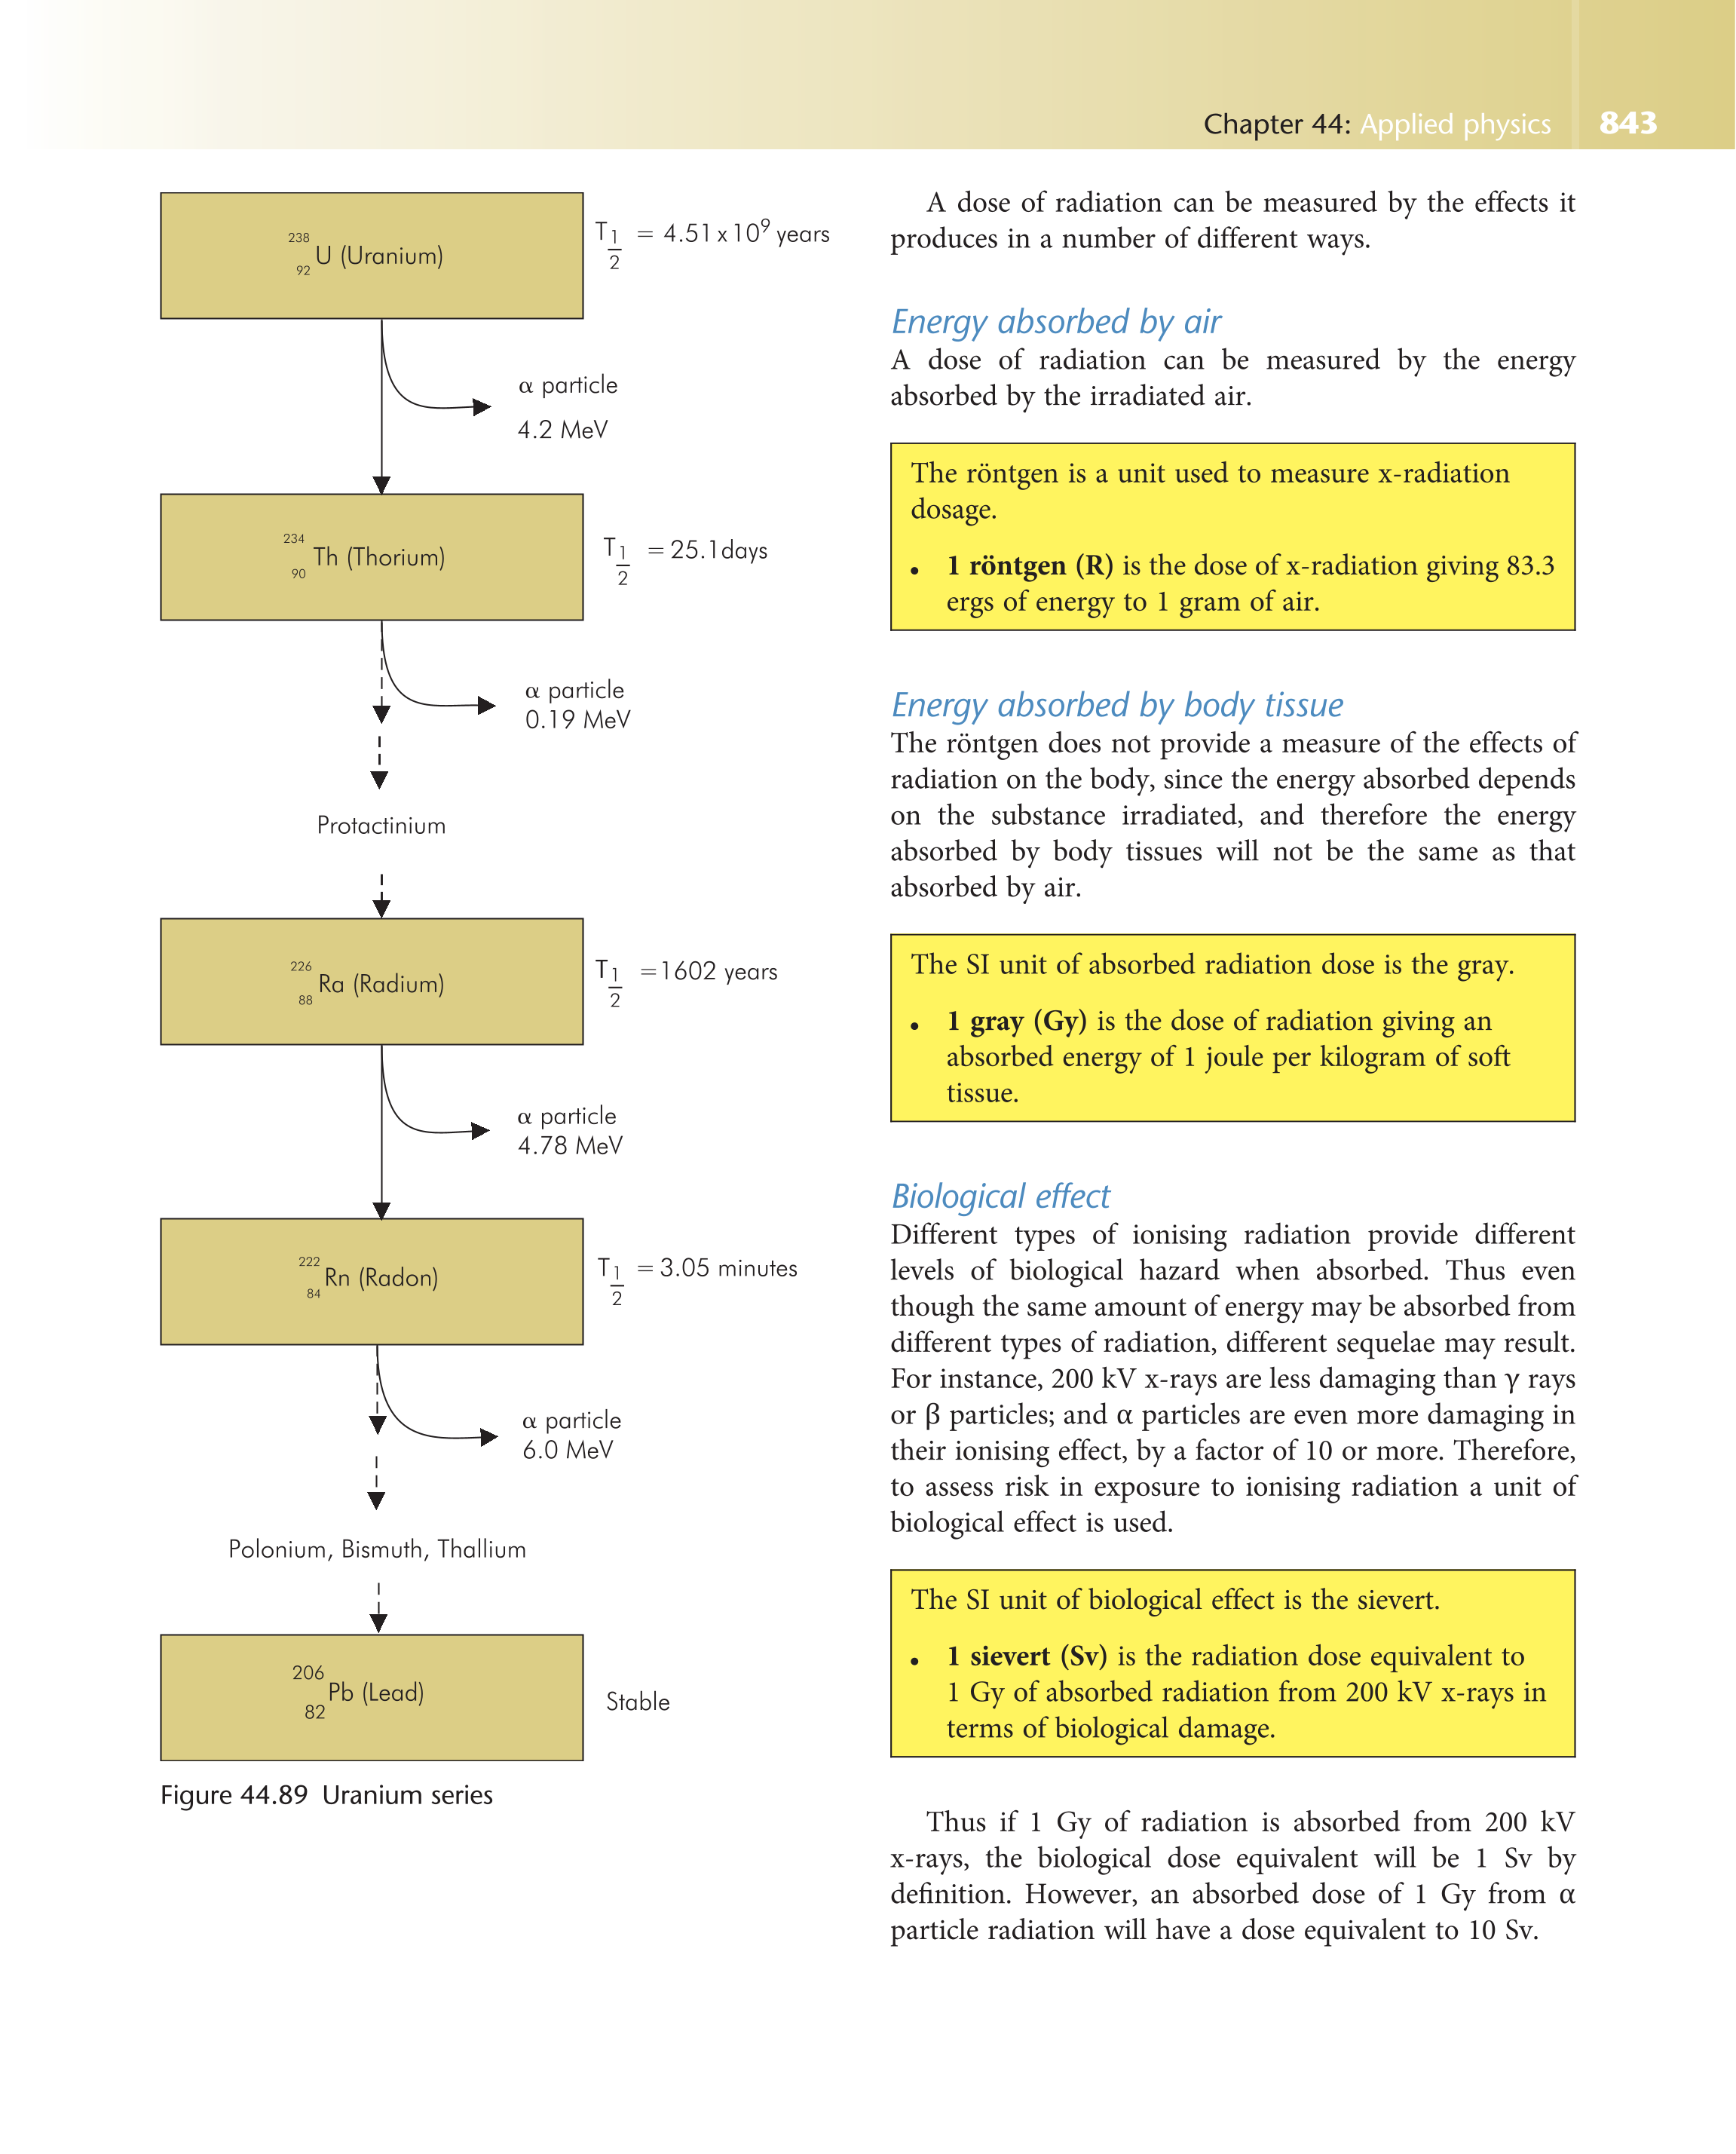 Chapter 44: Applied physics 843
238
92 U (Uranium)
T 1/2 = 4.51 x 10⁹ years
α particle
4.2 MeV
234
90 Th (Thorium)
T 1/2 = 25.1 days
α particle
0.19 MeV
Protactinium
226
88 Ra (Radium)
T 1/2 = 1602 years
α particle
4.78 MeV
222
84 Rn (Radon)
T 1/2 = 3.05 minutes
α particle
6.0 MeV
Polonium, Bismuth, Thallium
206
82 Pb (Lead)
Stable
Figure 44.89 Uranium series
A dose of radiation can be measured by the effects it
produces in a number of different ways.
Energy absorbed by air
A dose of radiation can be measured by the energy
absorbed by the irradiated air.
The röntgen is a unit used to measure x-radiation
dosage.
• 1 röntgen (R) is the dose of x-radiation giving 83.3
ergs of energy to 1 gram of air.
Energy absorbed by body tissue
The röntgen does not provide a measure of the effects of
radiation on the body, since the energy absorbed depends
on the substance irradiated, and therefore the energy
absorbed by body tissues will not be the same as that
absorbed by air.
The SI unit of absorbed radiation dose is the gray.
• 1 gray (Gy) is the dose of radiation giving an
absorbed energy of 1 joule per kilogram of soft
tissue.
Biological effect
Different types of ionising radiation provide different
levels of biological hazard when absorbed. Thus even
though the same amount of energy may be absorbed from
different types of radiation, different sequelae may result.
For instance, 200 kV x-rays are less damaging than γ rays
or β particles; and α particles are even more damaging in
their ionising effect, by a factor of 10 or more. Therefore,
to assess risk in exposure to ionising radiation a unit of
biological effect is used.
The SI unit of biological effect is the sievert.
• 1 sievert (Sv) is the radiation dose equivalent to
1 Gy of absorbed radiation from 200 kV x-rays in
terms of biological damage.
Thus if 1 Gy of radiation is absorbed from 200 kV
x-rays, the biological dose equivalent will be 1 Sv by
definition. However, an absorbed dose of 1 Gy from α
particle radiation will have a dose equivalent to 10 Sv.